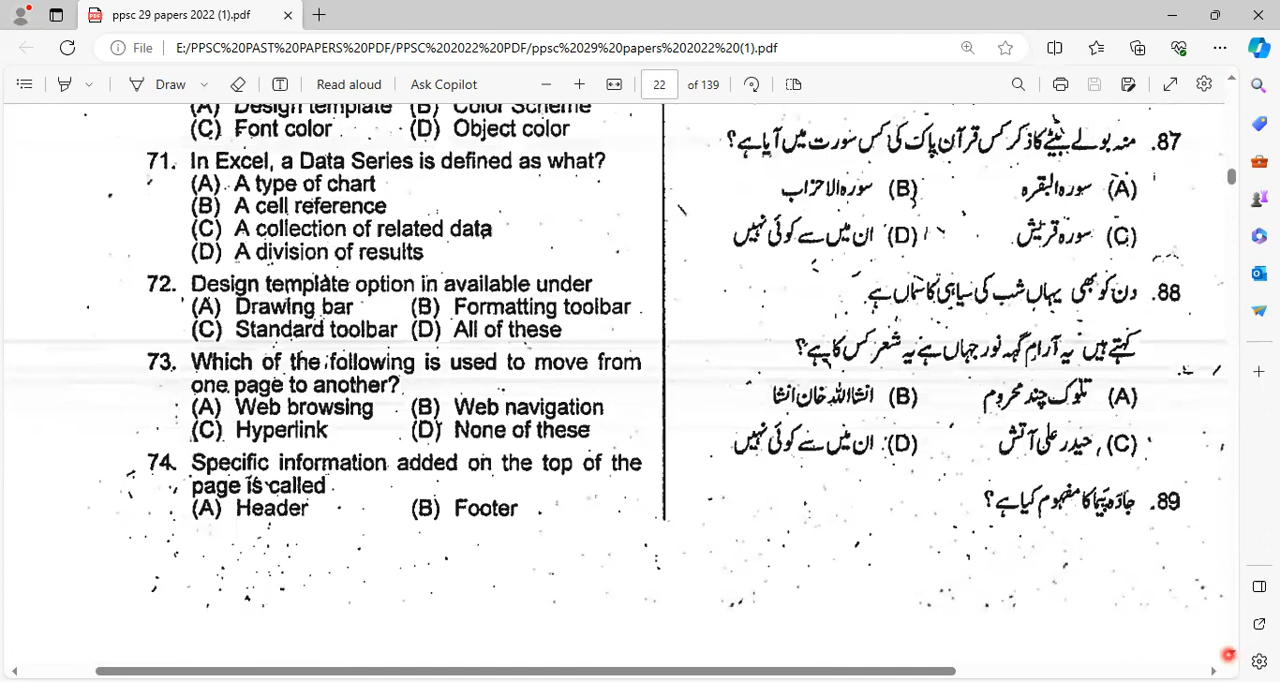 ppsc 29 papers 2022 (1).pdf
File E:/PPSC%20PAST%20PAPERS%20PDF/PPSC%202022%20PDF/ppsc%2029%20papers%202022%20(1).pdf
Draw Read aloud Ask Copilot 22 of 139
(A) Design template (B) Color Scheme
(C) Font color (D) Object color
71. In Excel, a Data Series is defined as what?
(A) A type of chart
(B) A cell reference
(C) A collection of related data
(D) A division of results
72. Design template option in available under
(A) Drawing bar (B) Formatting toolbar
(C) Standard toolbar (D) All of these
73. Which of the following is used to move from
one page to another?
(A) Web browsing (B) Web navigation
(C) Hyperlink (D) None of these
74. Specific information added on the top of the
page is called
(A) Header (B) Footer
87. منہ بولے بیٹے کا ذکر کس قرآن پاک کی کس سورت میں آیا ہے؟
(A) سورہ البقرہ (B) سورہ الاحزاب
(C) سورہ قریش (D) ان میں سے کوئی نہیں
88. دن کو بھی یہاں شب کی سیاہی کا سماں ہے
کہتے ہیں یہ آرام گہہ نور جہاں ہے یہ شعر کس کا ہے؟
(A) تلوک چند محروم (B) انشا اللہ خان انشا
(C) حیدر علی آتش (D) ان میں سے کوئی نہیں
89. جادہ پیما کا مفہوم کیا ہے؟